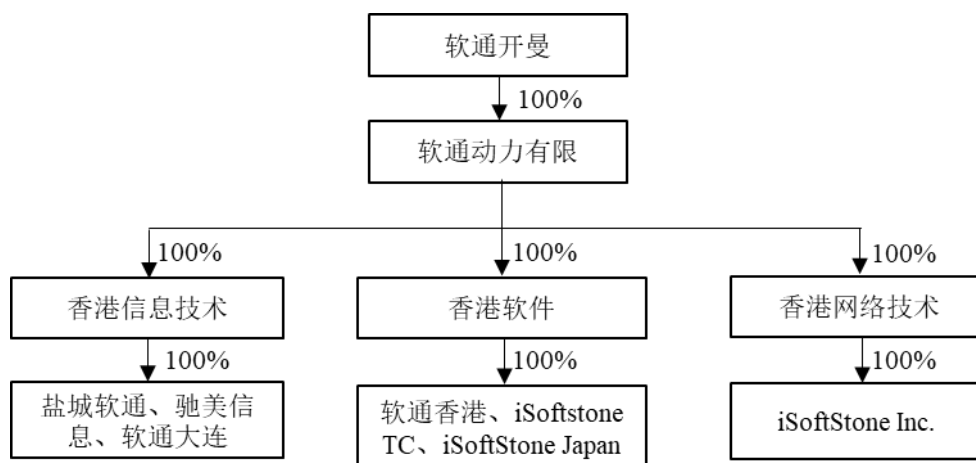 软通开曼
100%
软通动力有限
100%
100%
100%
香港信息技术
香港软件
香港网络技术
100%
100%
100%
盐城软通、驰美信
息、软通大连
软通香港、iSoftstone
TC、iSoftStone Japan
iSoftStone Inc.